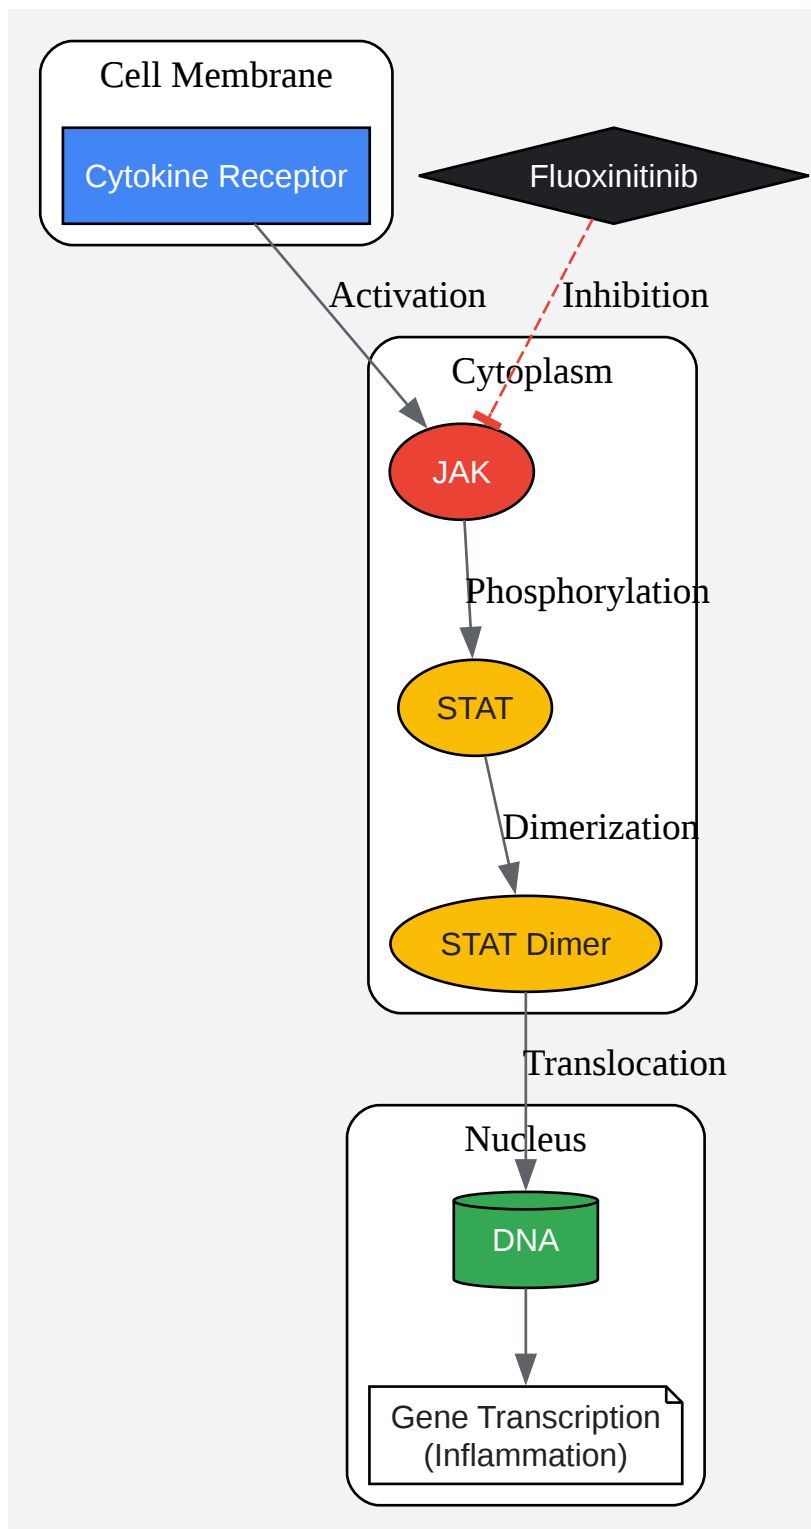 Cell Membrane
Cytokine Receptor
Fluoxinitinib
Activation
Inhibition
Cytoplasm
JAK
Phosphorylation
STAT
Dimerization
STAT Dimer
Translocation
Nucleus
DNA
Gene Transcription
(Inflammation)